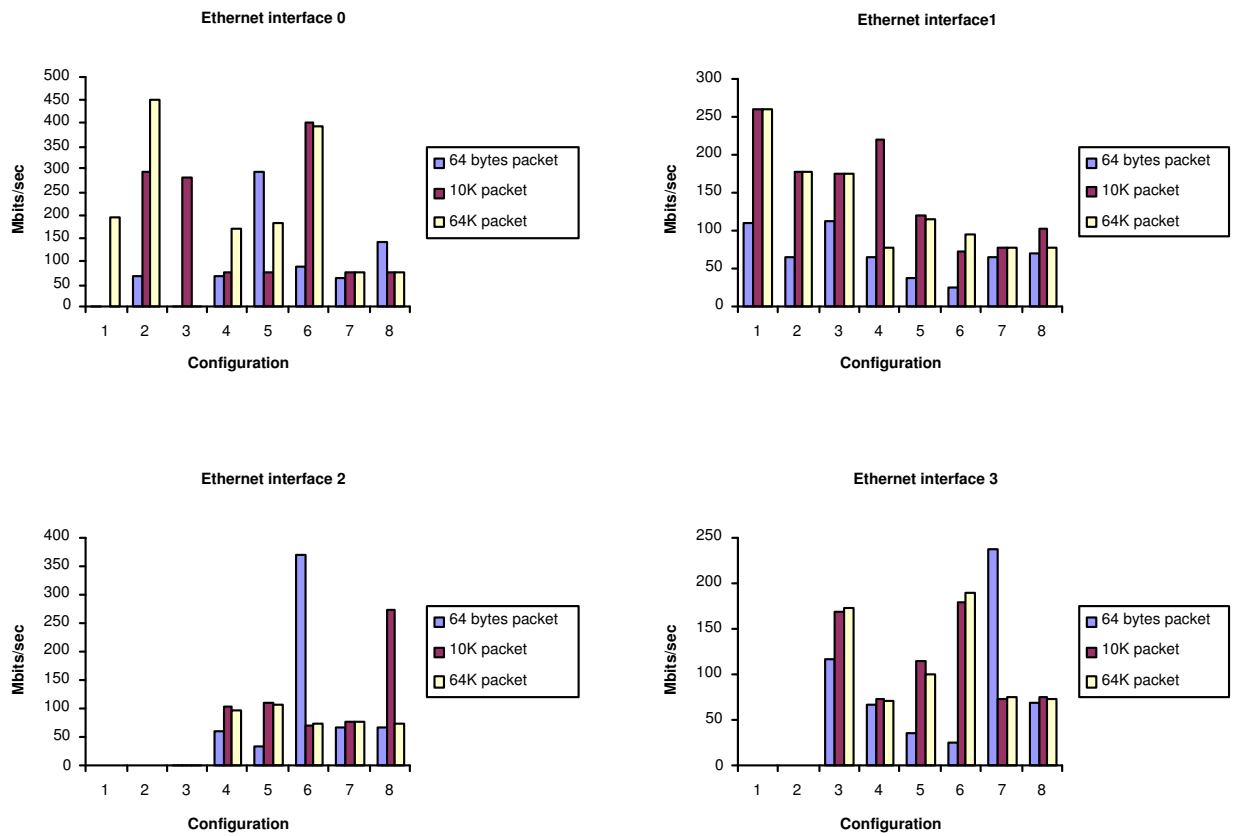 Ethernet interface 0
500
450
400
350
300
250
200
150
100
50
0
Mbits/sec
1 2 3 4 5 6 7 8
Configuration
64 bytes packet
10K packet
64K packet
Ethernet interface1
300
250
200
150
100
50
0
Mbits/sec
1 2 3 4 5 6 7 8
Configuration
64 bytes packet
10K packet
64K packet
Ethernet interface 2
400
350
300
250
200
150
100
50
0
Mbits/sec
1 2 3 4 5 6 7 8
Configuration
64 bytes packet
10K packet
64K packet
Ethernet interface 3
250
200
150
100
50
0
Mbits/sec
1 2 3 4 5 6 7 8
Configuration
64 bytes packet
10K packet
64K packet